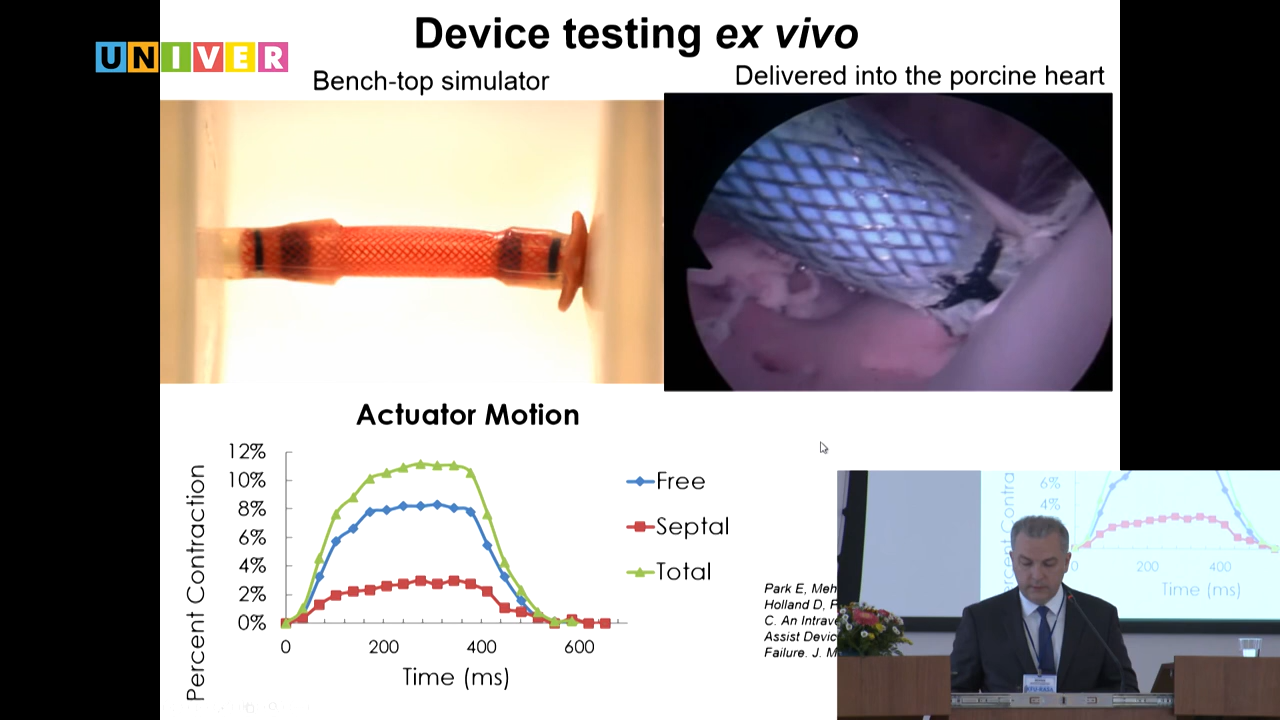 Device testing ex vivo
UNIVER
Bench-top simulator
Delivered into the porcine heart
Actuator Motion
12%
10%
8%
6%
4%
2%
0%
Percent Contraction
0
200
400
600
Time (ms)
Free
Septal
Total
Park E, Meh
Holland D, P
C. An Intrav
Assist Devic
Failure. J. M
6%
4%
200
400
Time (ms)